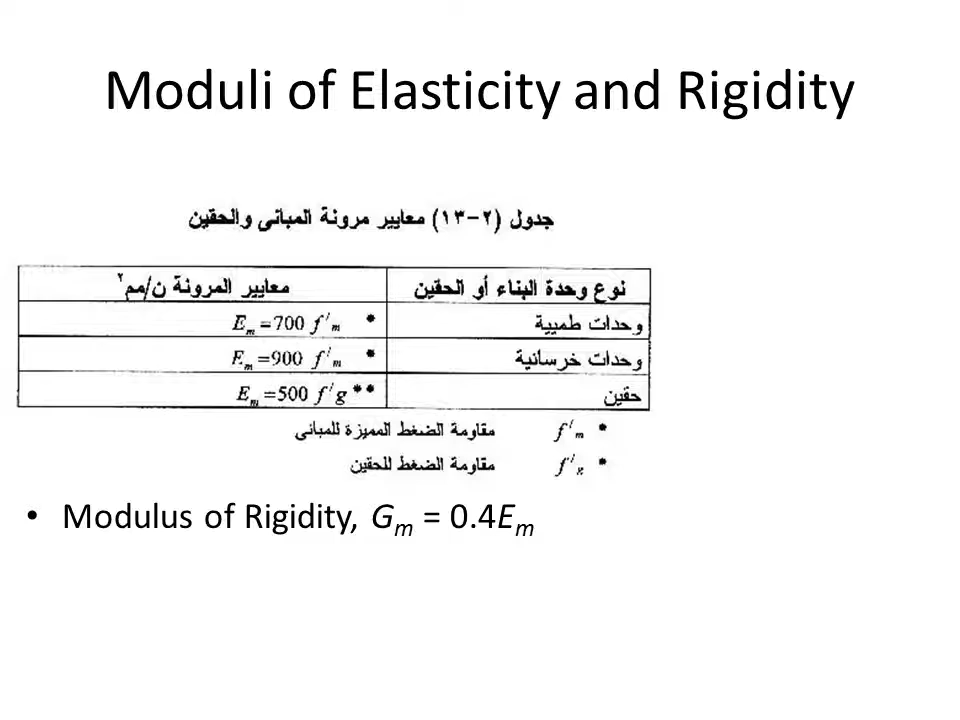 Moduli of Elasticity and Rigidity
جدول (٢-١٣) معايير مرونة المبانى والحقين
نوع وحدة البناء أو الحقين معايير المرونة ن/مم٢
وحدات طميية * Em=700 f′m
وحدات خرسانية * Em=900 f′m
حقين ** Em=500 f′g
* f′m مقاومة الضغط المميزة للمبانى
* f′g مقاومة الضغط للحقين
• Modulus of Rigidity, Gm = 0.4Em